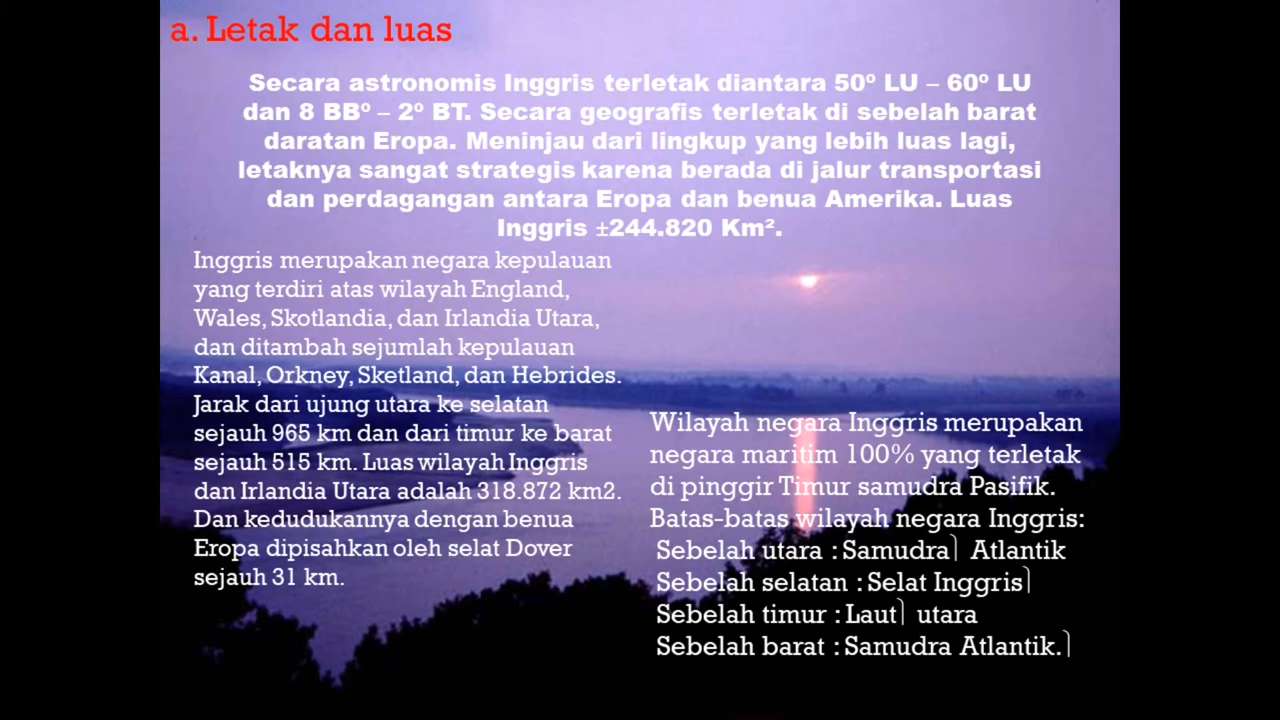 a. Letak dan luas
Secara astronomis Inggris terletak diantara 50º LU – 60º LU
dan 8 BBº – 2º BT. Secara geografis terletak di sebelah barat
daratan Eropa. Meninjau dari lingkup yang lebih luas lagi,
letaknya sangat strategis karena berada di jalur transportasi
dan perdagangan antara Eropa dan benua Amerika. Luas
Inggris ±244.820 Km².
Inggris merupakan negara kepulauan
yang terdiri atas wilayah England,
Wales, Skotlandia, dan Irlandia Utara,
dan ditambah sejumlah kepulauan
Kanal, Orkney, Sketland, dan Hebrides.
Jarak dari ujung utara ke selatan
sejauh 965 km dan dari timur ke barat
sejauh 515 km. Luas wilayah Inggris
dan Irlandia Utara adalah 318.872 km2.
Dan kedudukannya dengan benua
Eropa dipisahkan oleh selat Dover
sejauh 31 km.
Wilayah negara Inggris merupakan
negara maritim 100% yang terletak
di pinggir Timur samudra Pasifik.
Batas-batas wilayah negara Inggris:
Sebelah utara : Samudra⎤ Atlantik
Sebelah selatan : Selat Inggris⎤
Sebelah timur : Laut⎤ utara
Sebelah barat : Samudra Atlantik.⎤